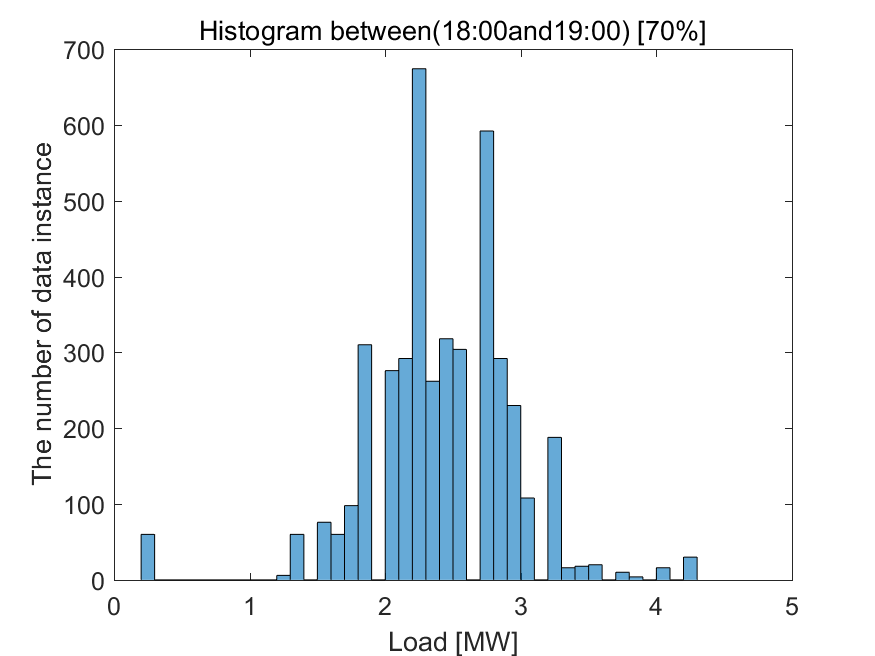 Histogram between(18:00and19:00) [70%]
700
600
500
400
300
200
100
0
The number of data instance
0 1 2 3 4 5
Load [MW]